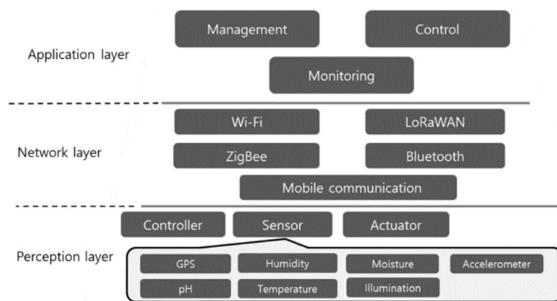 Management Control
Application layer
Monitoring
Wi-Fi LoRaWAN
Network layer
ZigBee Bluetooth
Mobile communication
Controller Sensor Actuator
Perception layer
GPS Humidity Moisture Accelerometer
pH Temperature Illumination